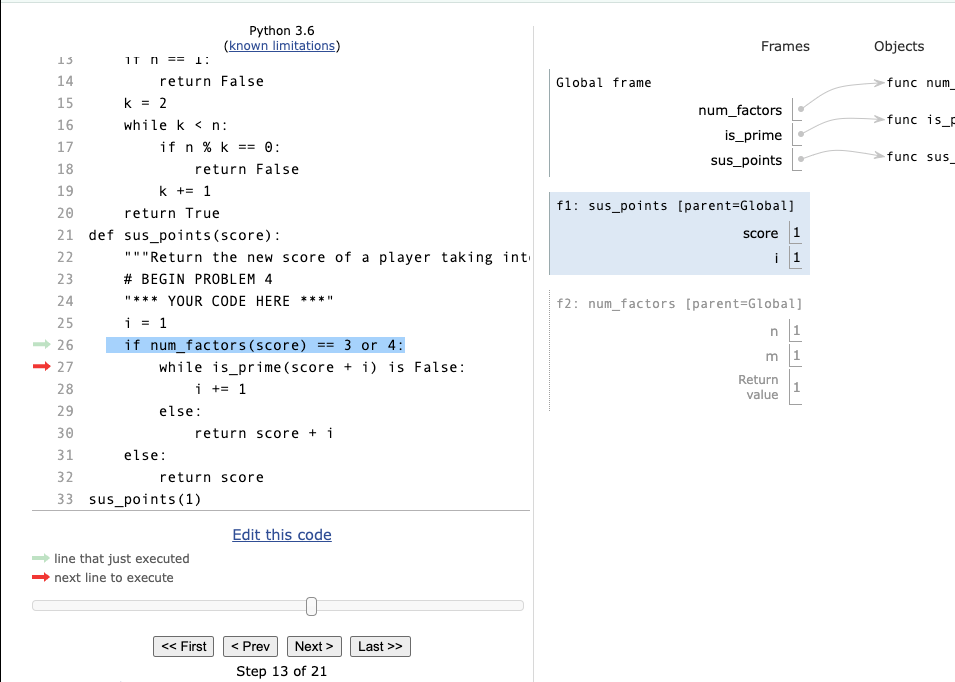 Python 3.6
(known limitations)
13 if n == 1:
14 return False
15 k = 2
16 while k < n:
17 if n % k == 0:
18 return False
19 k += 1
20 return True
21 def sus_points(score):
22 """Return the new score of a player taking into
23 # BEGIN PROBLEM 4
24 "*** YOUR CODE HERE ***"
25 i = 1
26 if num_factors(score) == 3 or 4:
27 while is_prime(score + i) is False:
28 i += 1
29 else:
30 return score + i
31 else:
32 return score
33 sus_points(1)
Edit this code
line that just executed
next line to execute
<< First < Prev Next > Last >>
Step 13 of 21
Frames Objects
Global frame
num_factors
is_prime
sus_points
func num_
func is_p
func sus_
f1: sus_points [parent=Global]
score 1
i 1
f2: num_factors [parent=Global]
n 1
m 1
Return
value 1